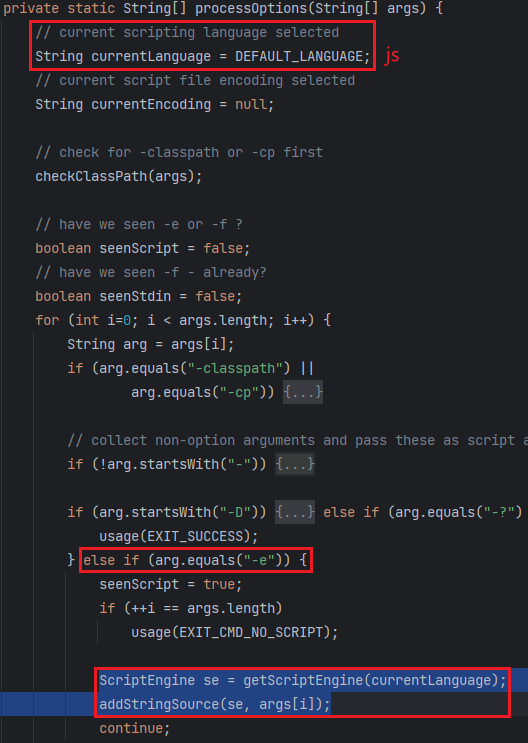 private static String[] processOptions(String[] args) {
// current scripting language selected
String currentLanguage = DEFAULT_LANGUAGE; js
// current script file encoding selected
String currentEncoding = null;
// check for -classpath or -cp first
checkClassPath(args);
// have we seen -e or -f ?
boolean seenScript = false;
// have we seen -f - already?
boolean seenStdin = false;
for (int i=0; i < args.length; i++) {
String arg = args[i];
if (arg.equals("-classpath") ||
arg.equals("-cp")) {...}
// collect non-option arguments and pass these as script a
if (!arg.startsWith("-")) {...}
if (arg.startsWith("-D")) {...} else if (arg.equals("-?")
usage(EXIT_SUCCESS);
} else if (arg.equals("-e")) {
seenScript = true;
if (++i == args.length)
usage(EXIT_CMD_NO_SCRIPT);
ScriptEngine se = getScriptEngine(currentLanguage);
addStringSource(se, args[i]);
continue;